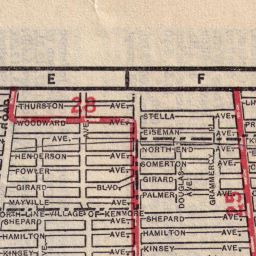 E F
THURSTON AVE.
28
WOODWARD AVE.
AVE.
HENDERSON AVE.
FOWLER AVE.
GIRARD BLVD.
MAYVILLE AVE.
NORTH LINE VILLAGE OF KENMORE
SHEPARD AVE.
HAMILTON AVE.
KINSEY AVE.
STELLA AVE.
EISEMAN AVE.
NORTH END AVE.
SOMERTON AVE.
GIRARD
PALMER
DOUGLAS AVE.
GRAMMERCY
SHEPARD AVE.
HAMILTON AVE.
KINSEY AVE.